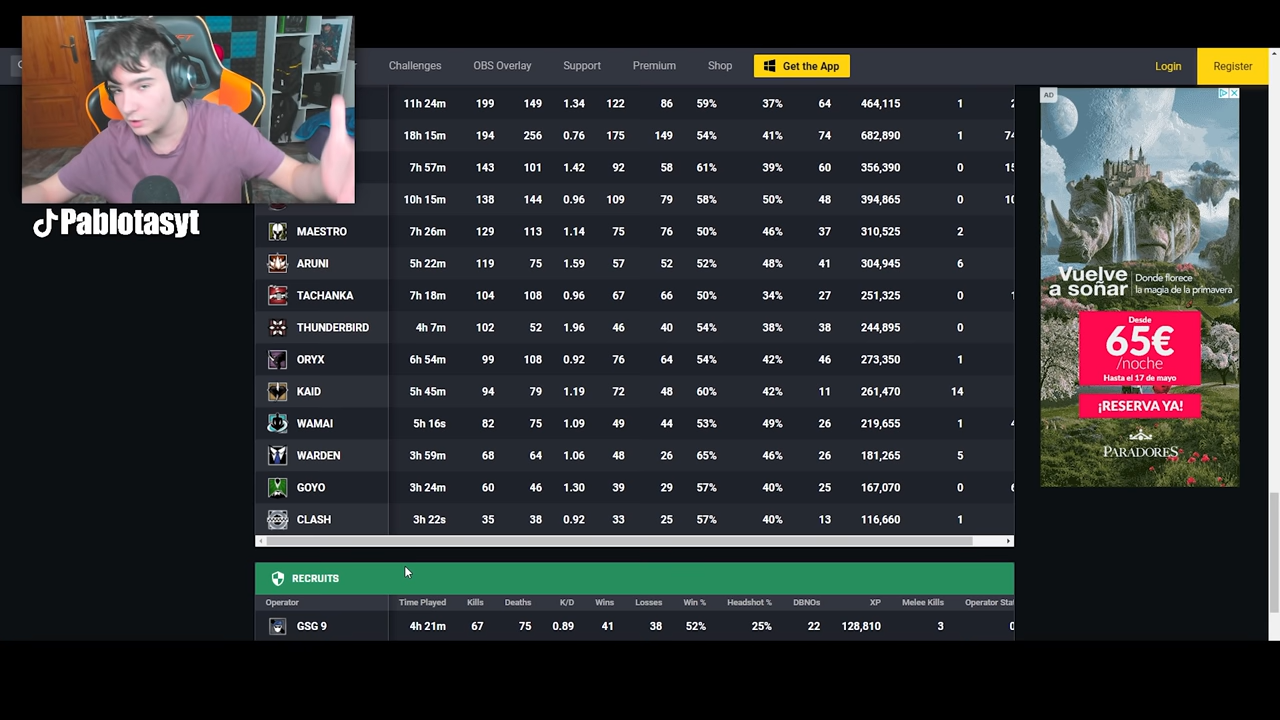 Challenges OBS Overlay Support Premium Shop Get the App Login Register
11h 24m 199 149 1.34 122 86 59% 37% 64 464,115 1
18h 15m 194 256 0.76 175 149 54% 41% 74 682,890 1 74
7h 57m 143 101 1.42 92 58 61% 39% 60 356,390 0 15
10h 15m 138 144 0.96 109 79 58% 50% 48 394,865 0 10
Pablotasyt
MAESTRO 7h 26m 129 113 1.14 75 76 50% 46% 37 310,525 2
ARUNI 5h 22m 119 75 1.59 57 52 52% 48% 41 304,945 6
TACHANKA 7h 18m 104 108 0.96 67 66 50% 34% 27 251,325 0
THUNDERBIRD 4h 7m 102 52 1.96 46 40 54% 38% 38 244,895 0
ORYX 6h 54m 99 108 0.92 76 64 54% 42% 46 273,350 1
KAID 5h 45m 94 79 1.19 72 48 60% 42% 11 261,470 14
WAMAI 5h 16s 82 75 1.09 49 44 53% 49% 26 219,655 1
WARDEN 3h 59m 68 64 1.06 48 26 65% 46% 26 181,265 5
GOYO 3h 24m 60 46 1.30 39 29 57% 40% 25 167,070 0
CLASH 3h 22s 35 38 0.92 33 25 57% 40% 13 116,660 1
RECRUITS
Operator Time Played Kills Deaths K/D Wins Losses Win % Headshot % DBNOs XP Melee Kills Operator Stat
GSG 9 4h 21m 67 75 0.89 41 38 52% 25% 22 128,810 3
AD
Vuelve
a soñar
Donde florece
la magia de la primavera
Desde
65€
/noche
Hasta el 17 de mayo
¡RESERVA YA!
PARADORES